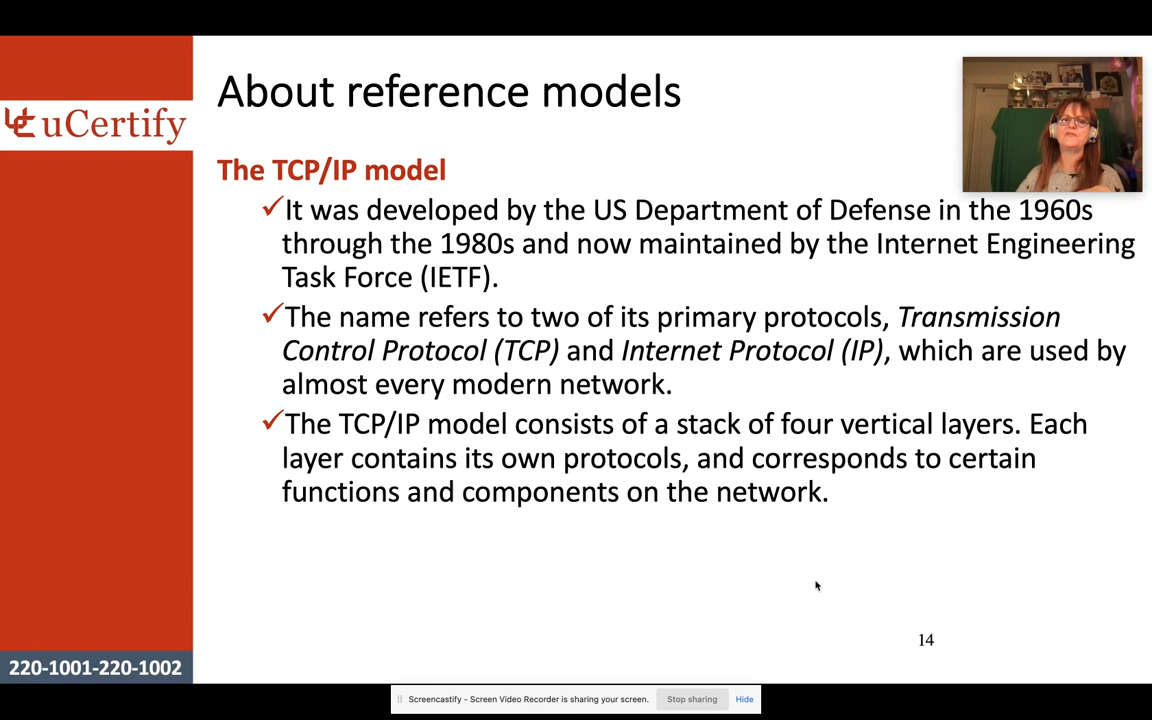 About reference models
uCertify
The TCP/IP model
✓It was developed by the US Department of Defense in the 1960s
through the 1980s and now maintained by the Internet Engineering
Task Force (IETF).
✓The name refers to two of its primary protocols, Transmission
Control Protocol (TCP) and Internet Protocol (IP), which are used by
almost every modern network.
✓The TCP/IP model consists of a stack of four vertical layers. Each
layer contains its own protocols, and corresponds to certain
functions and components on the network.
14
220-1001-220-1002
Screencastify - Screen Video Recorder is sharing your screen. Stop sharing Hide